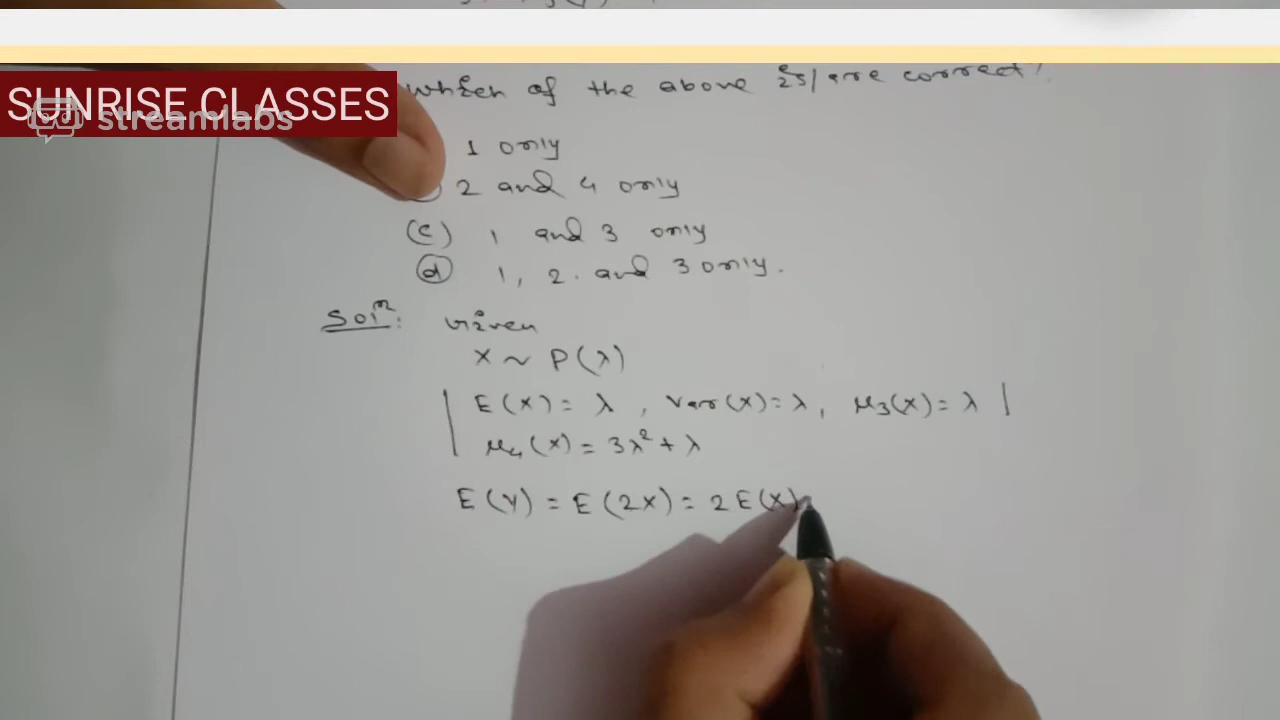 which of the above is/are correct?
SUNRISE CLASSES
streamlabs
1 only
2 and 4 only
(c) 1 and 3 only
(d) 1, 2 and 3 only.
Solⁿ: Given
X ~ P(λ)
E(X) = λ, Var(X) = λ, μ₃(X) = λ
μ₄(X) = 3λ² + λ
E(Y) = E(2X) = 2E(X)